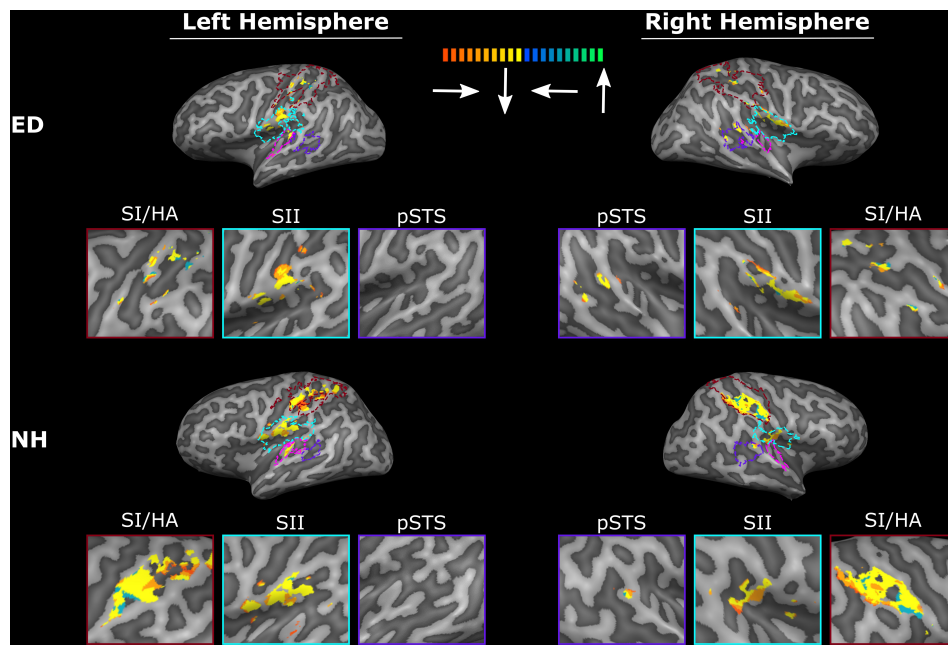 Left Hemisphere Right Hemisphere
ED
SI/HA SII pSTS pSTS SII SI/HA
NH
SI/HA SII pSTS pSTS SII SI/HA